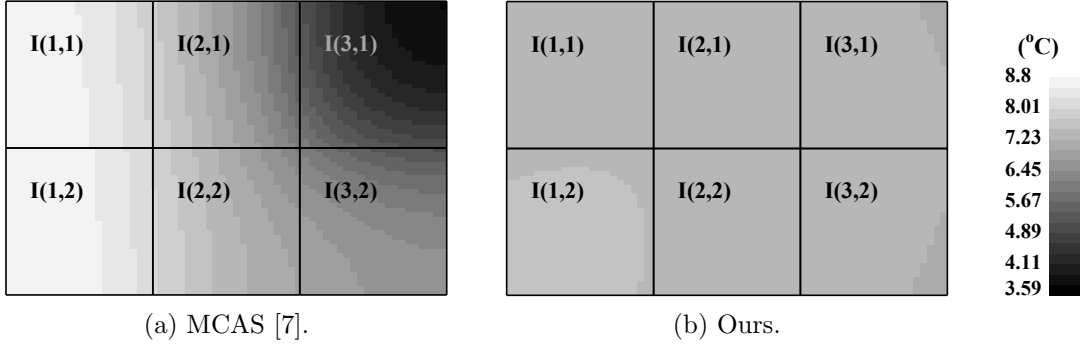 I(1,1) I(2,1) I(3,1)
I(1,2) I(2,2) I(3,2)
(a) MCAS [7].
I(1,1) I(2,1) I(3,1)
I(1,2) I(2,2) I(3,2)
(b) Ours.
(°C)
8.8
8.01
7.23
6.45
5.67
4.89
4.11
3.59